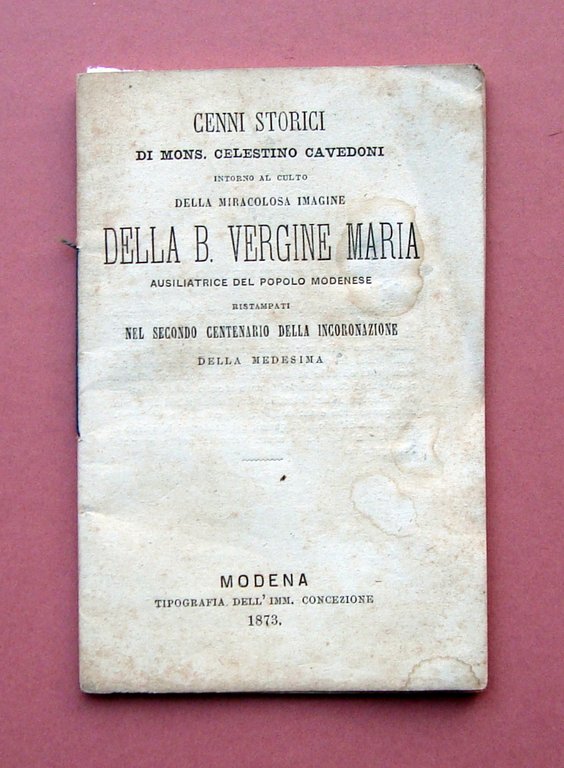 CENNI STORICI
DI MONS. CELESTINO CAVEDONI
INTORNO AL CULTO
DELLA MIRACOLOSA IMAGINE
DELLA B. VERGINE MARIA
AUSILIATRICE DEL POPOLO MODENESE
RISTAMPATI
NEL SECONDO CENTENARIO DELLA INCORONAZIONE
DELLA MEDESIMA
MODENA
TIPOGRAFIA DELL' IMM. CONCEZIONE
1873.